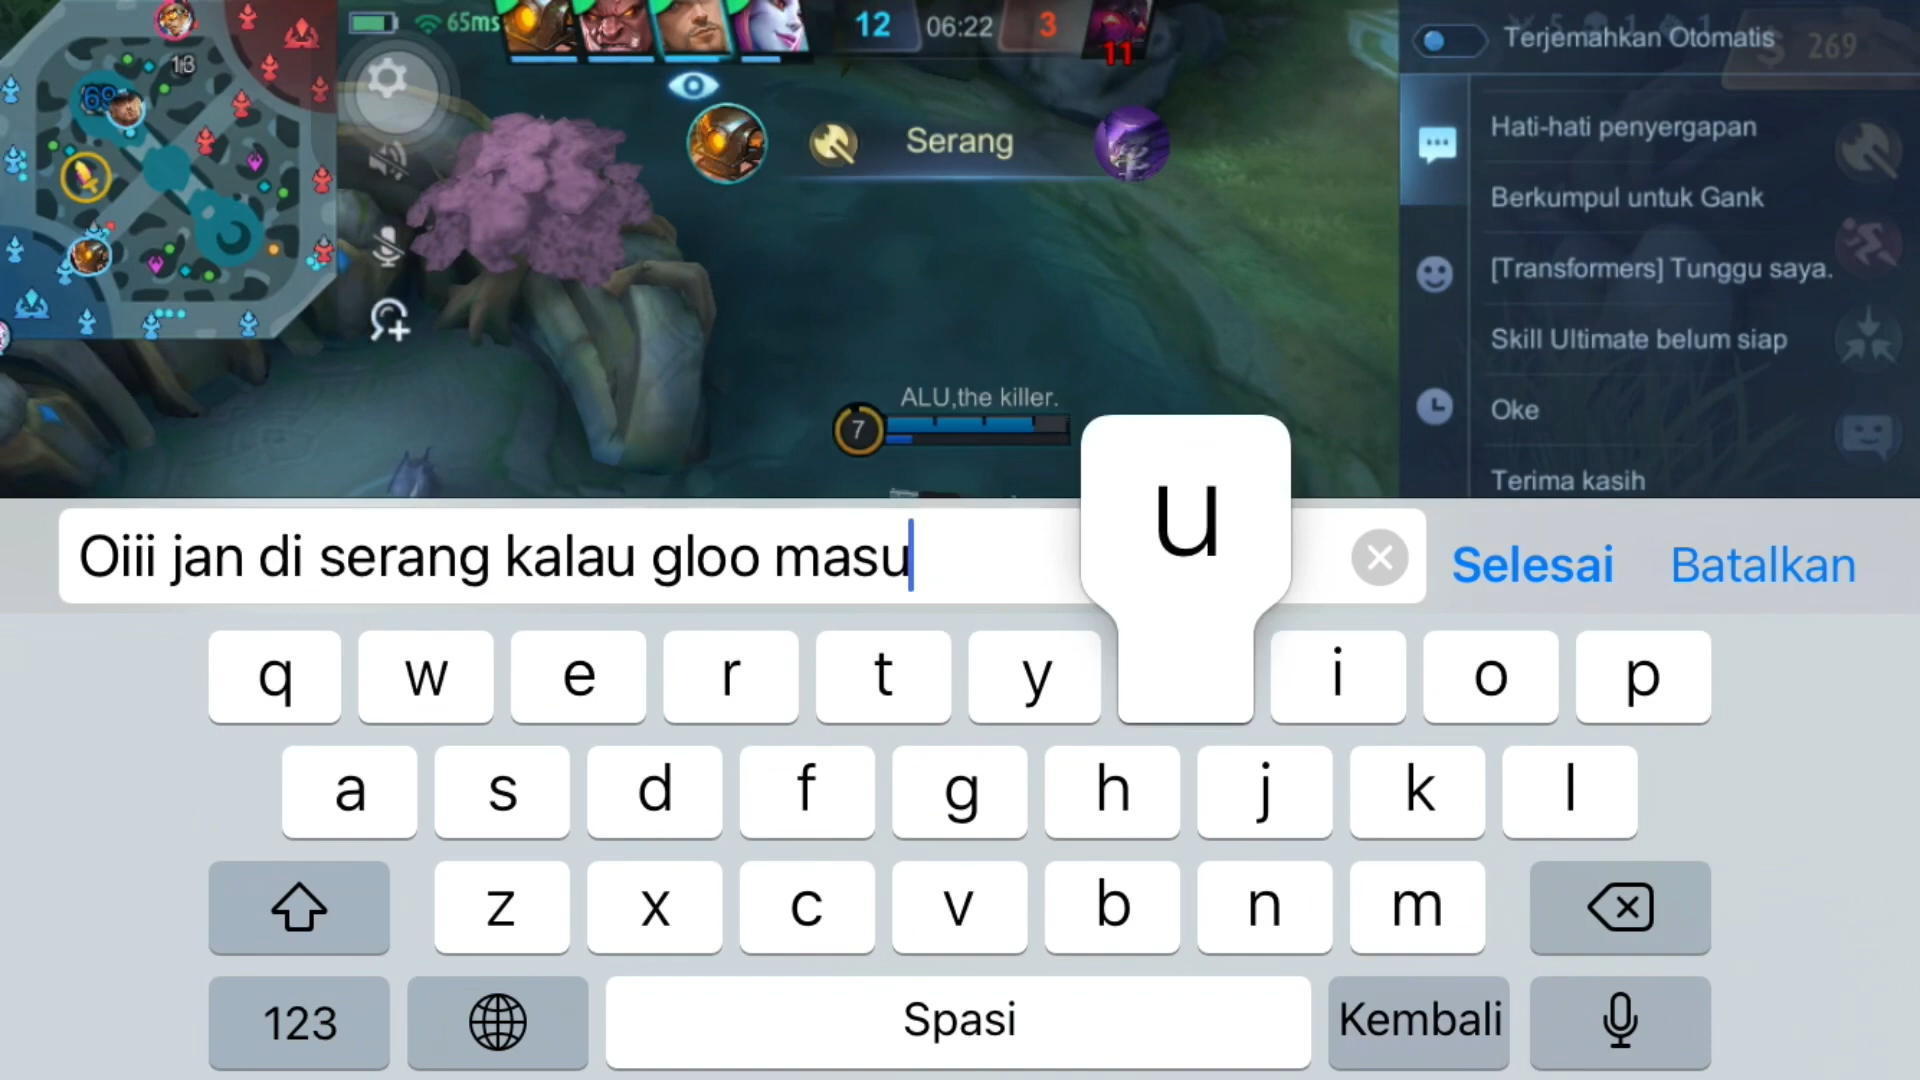 65ms
12
06:22
3
11
Terjemahkan Otomatis
269
13
69
Serang
Hati-hati penyergapan
Berkumpul untuk Gank
[Transformers] Tunggu saya.
Skill Ultimate belum siap
Oke
Terima kasih
ALU,the killer.
7
u
Oiii jan di serang kalau gloo masu
Selesai
Batalkan
q w e r t y i o p
a s d f g h j k l
z x c v b n m
123
Spasi
Kembali